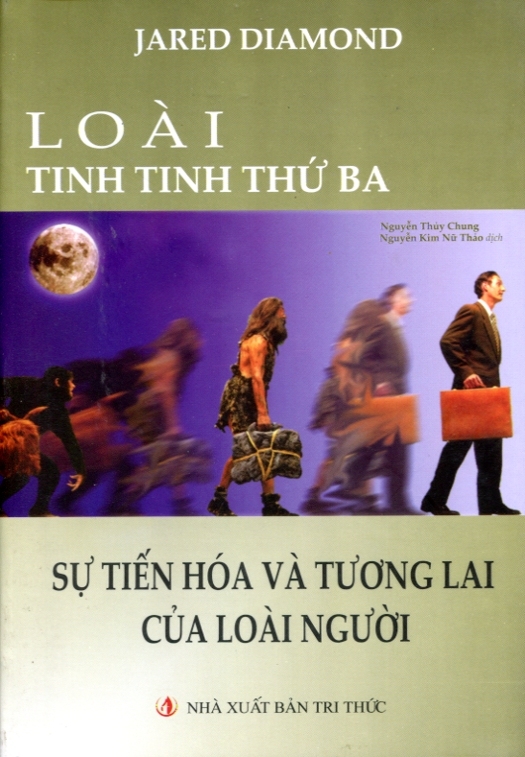 JARED DIAMOND
LOÀI
TINH TINH THỨ BA
Nguyễn Thủy Chung
Nguyễn Kim Nữ Thảo dịch
SỰ TIẾN HÓA VÀ TƯƠNG LAI
CỦA LOÀI NGƯỜI
NHÀ XUẤT BẢN TRI THỨC